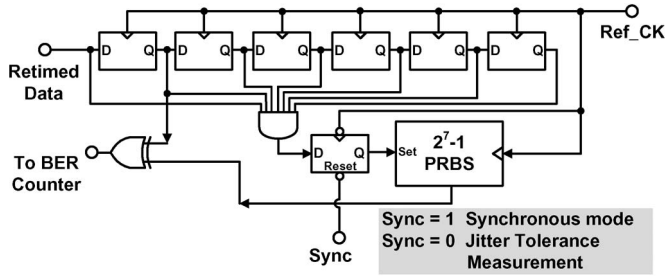 Ref_CK
D Q D Q D Q D Q D Q D Q
Retimed
Data
2⁷-1
PRBS
Set
D Q
Reset
To BER
Counter
Sync
Sync = 1 Synchronous mode
Sync = 0 Jitter Tolerance
Measurement